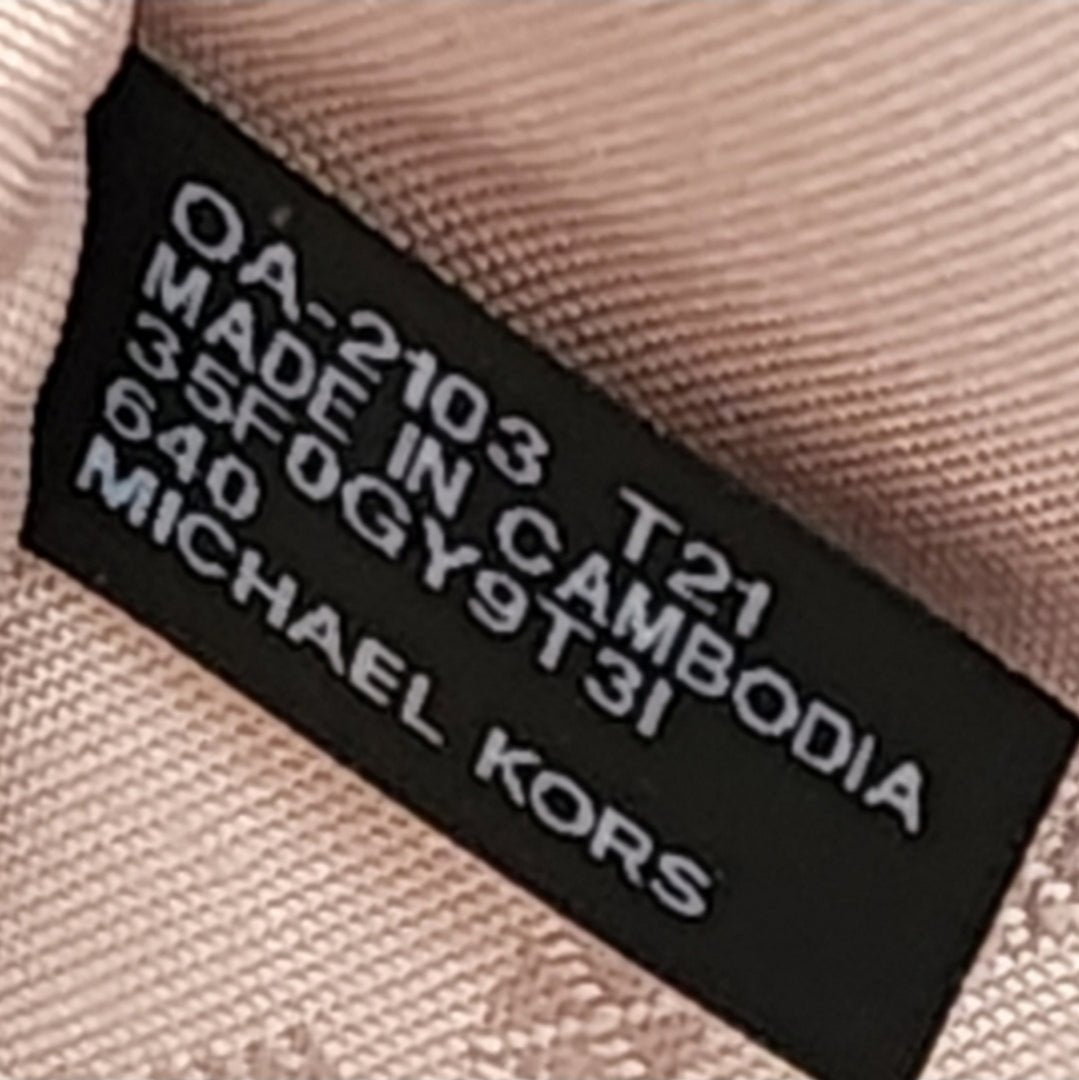 OA-2103 T21
MADE IN CAMBODIA
35F0GY9T3I
640
MICHAEL KORS